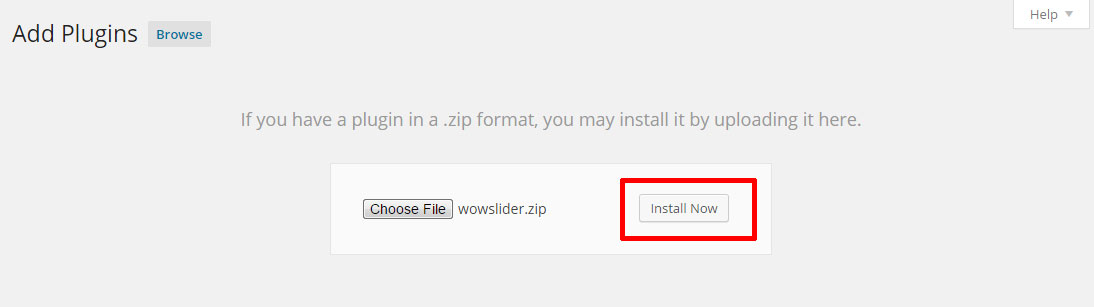 Help
Add Plugins Browse
If you have a plugin in a .zip format, you may install it by uploading it here.
Choose File wowslider.zip Install Now